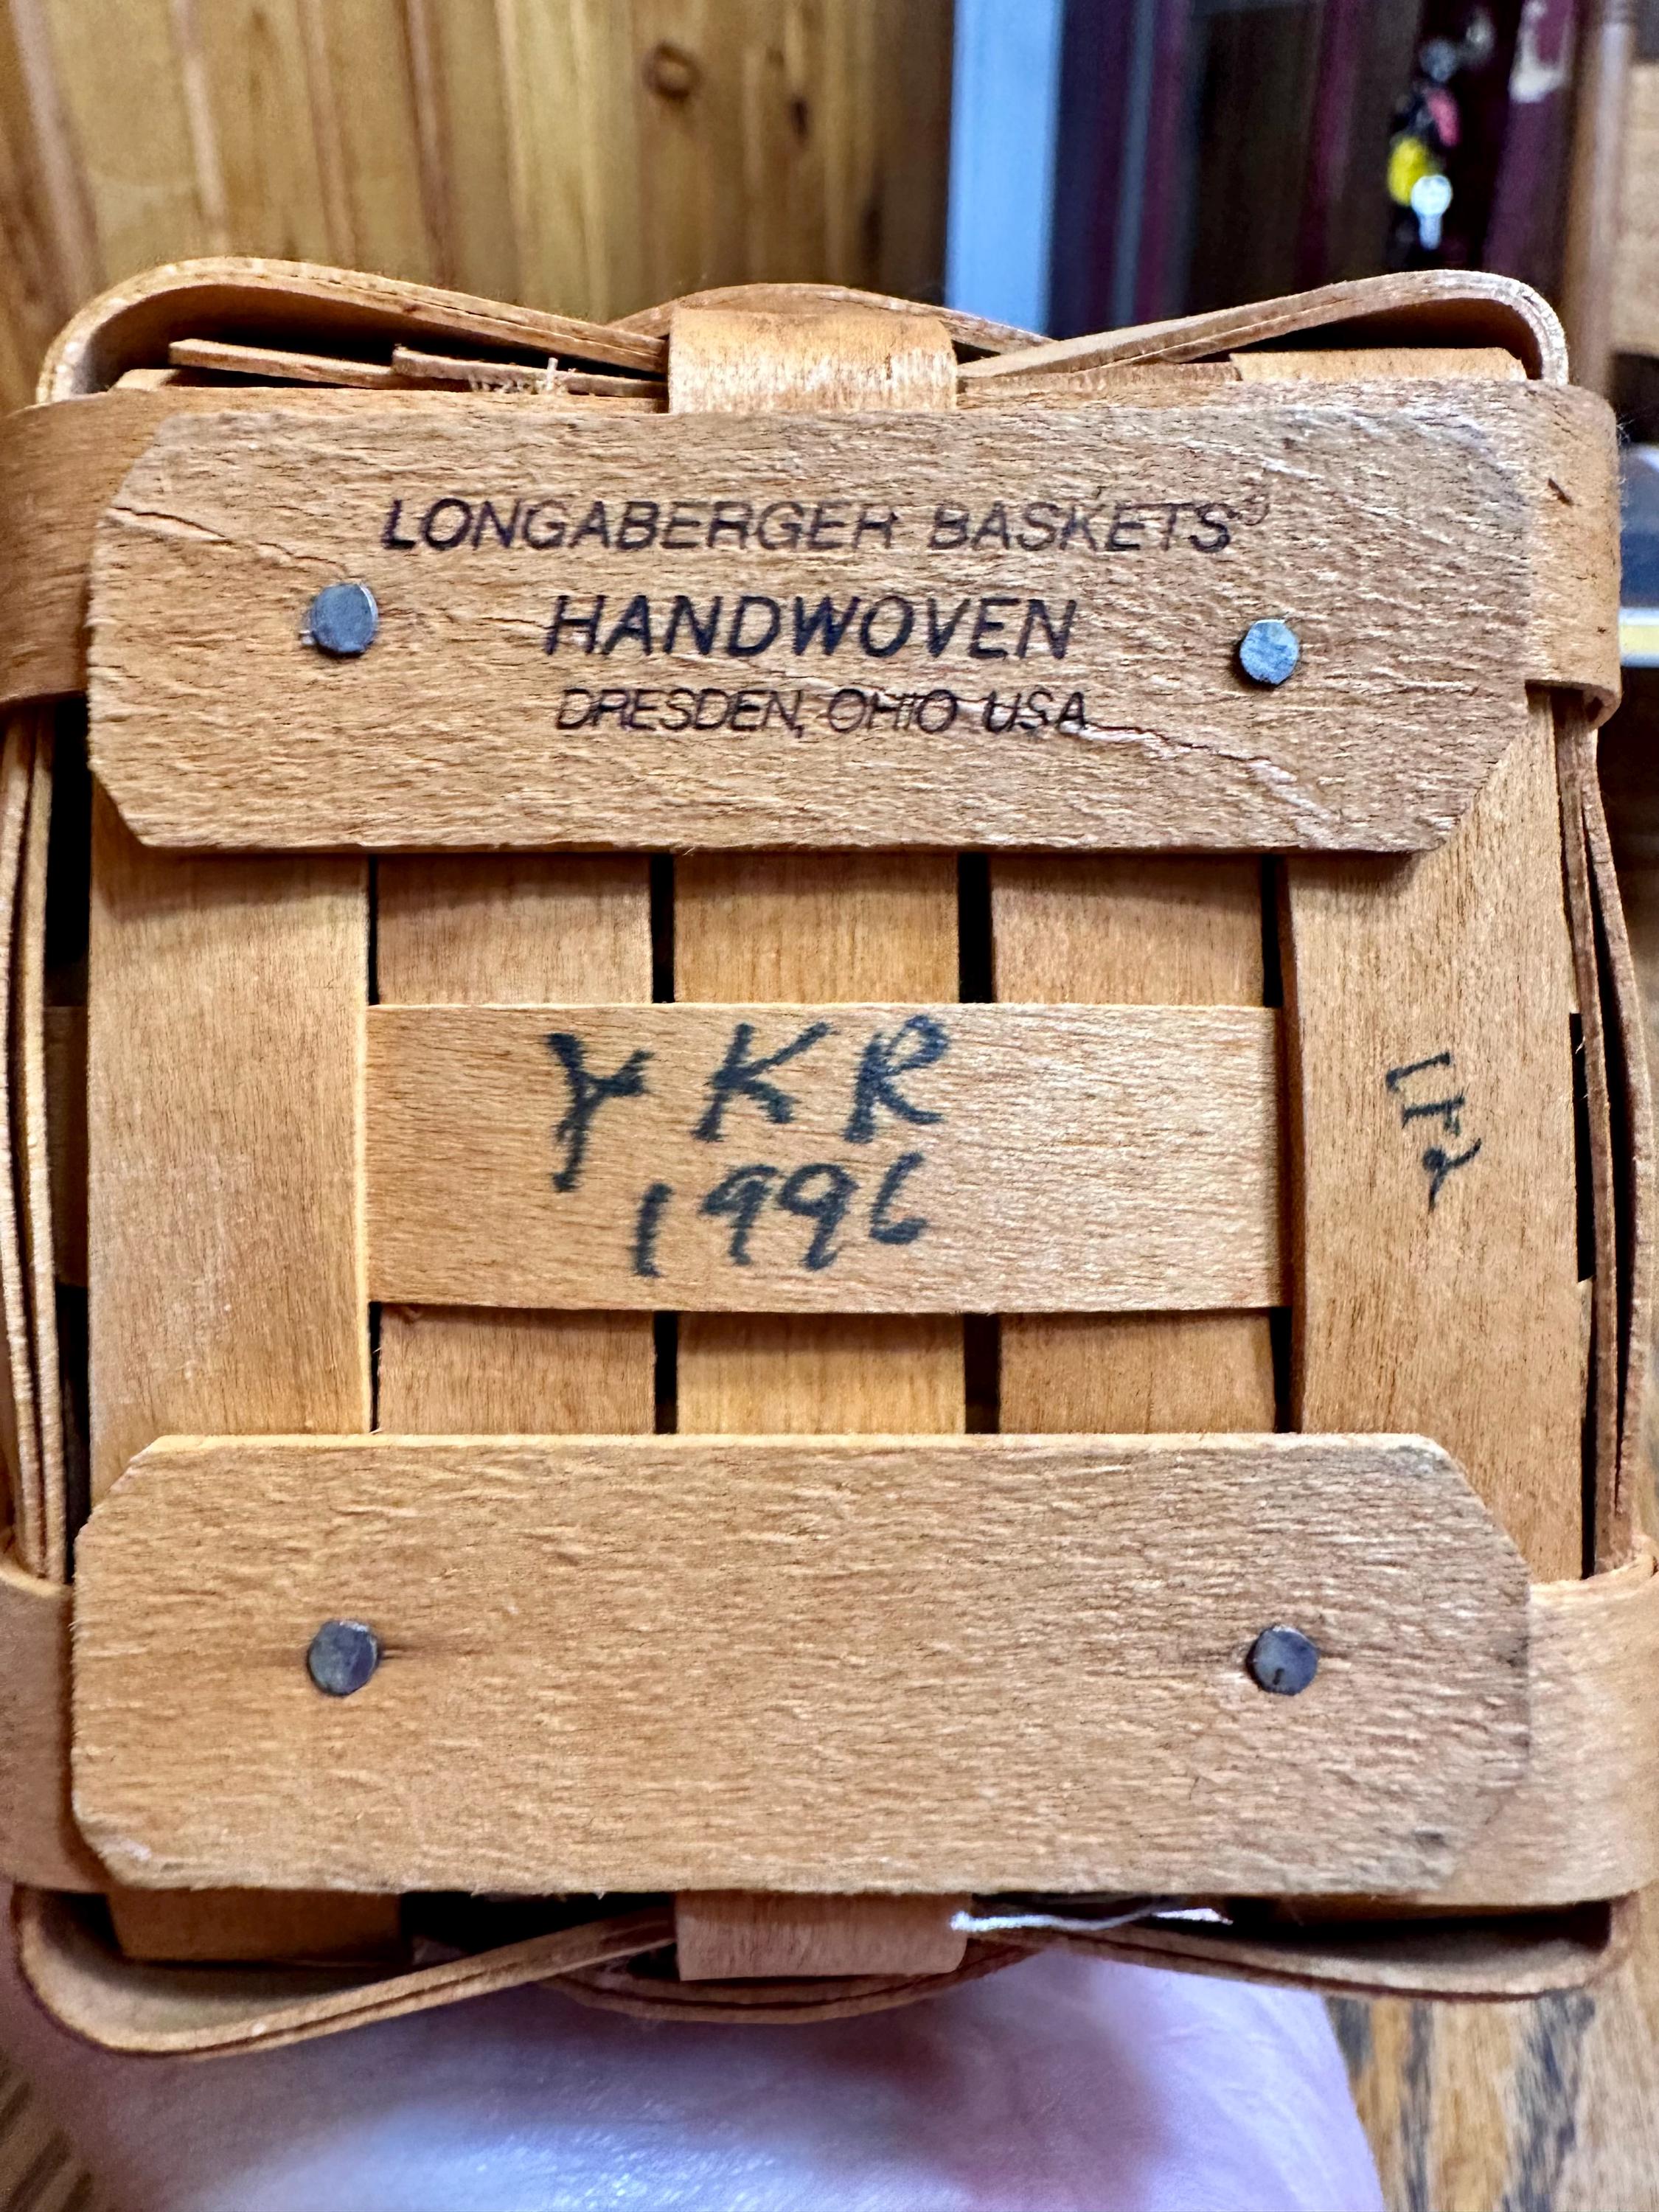 LONGABERGER BASKETS®
HANDWOVEN
DRESDEN, OHIO USA
YKR
1996